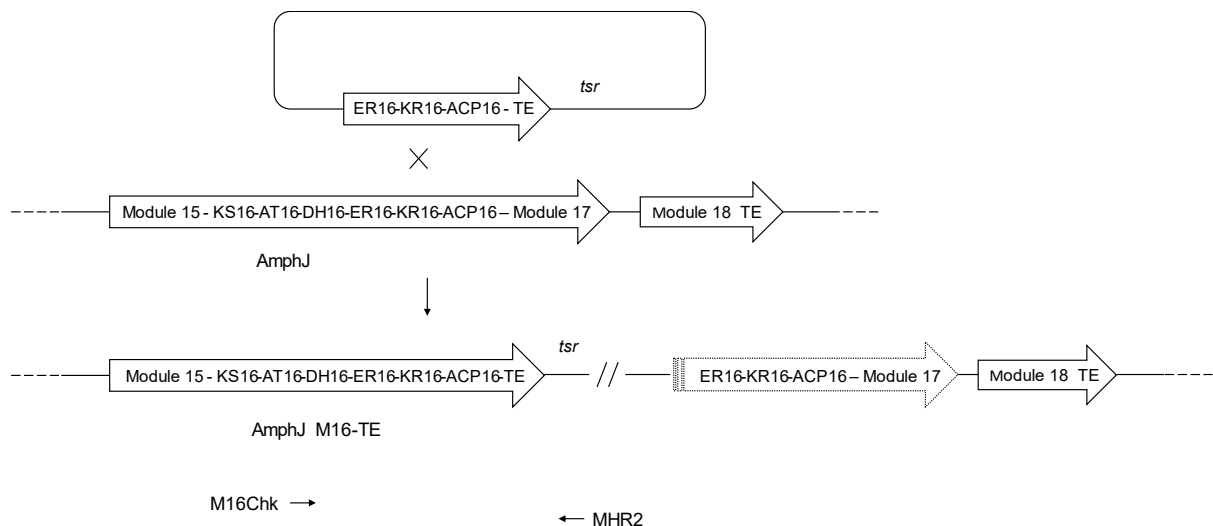 tsr
ER16-KR16-ACP16 - TE
Module 15 - KS16-AT16-DH16-ER16-KR16-ACP16 – Module 17
Module 18 TE
AmphJ
tsr
Module 15 - KS16-AT16-DH16-ER16-KR16-ACP16-TE
//
ER16-KR16-ACP16 – Module 17
Module 18 TE
AmphJ M16-TE
M16Chk
MHR2